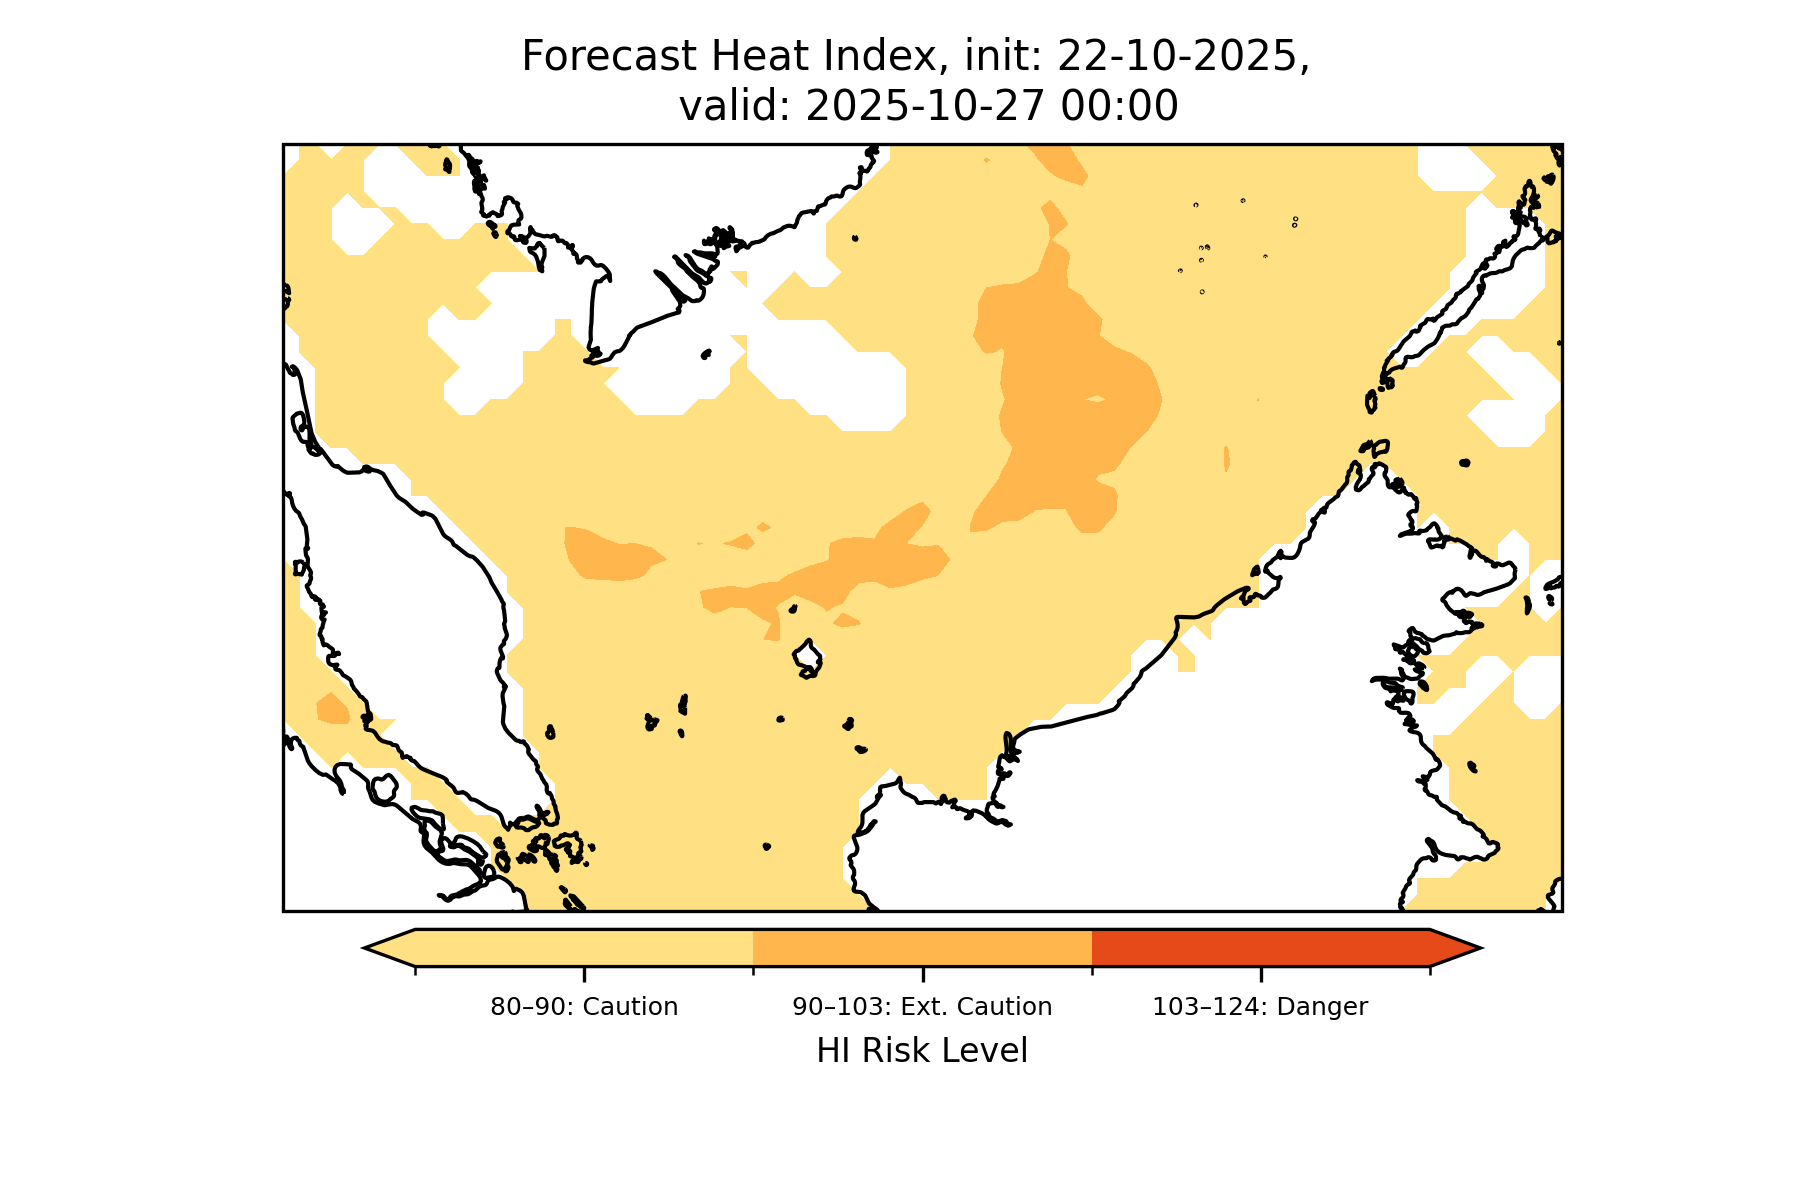 Forecast Heat Index, init: 22-10-2025,
valid: 2025-10-27 00:00
80–90: Caution
90–103: Ext. Caution
103–124: Danger
HI Risk Level